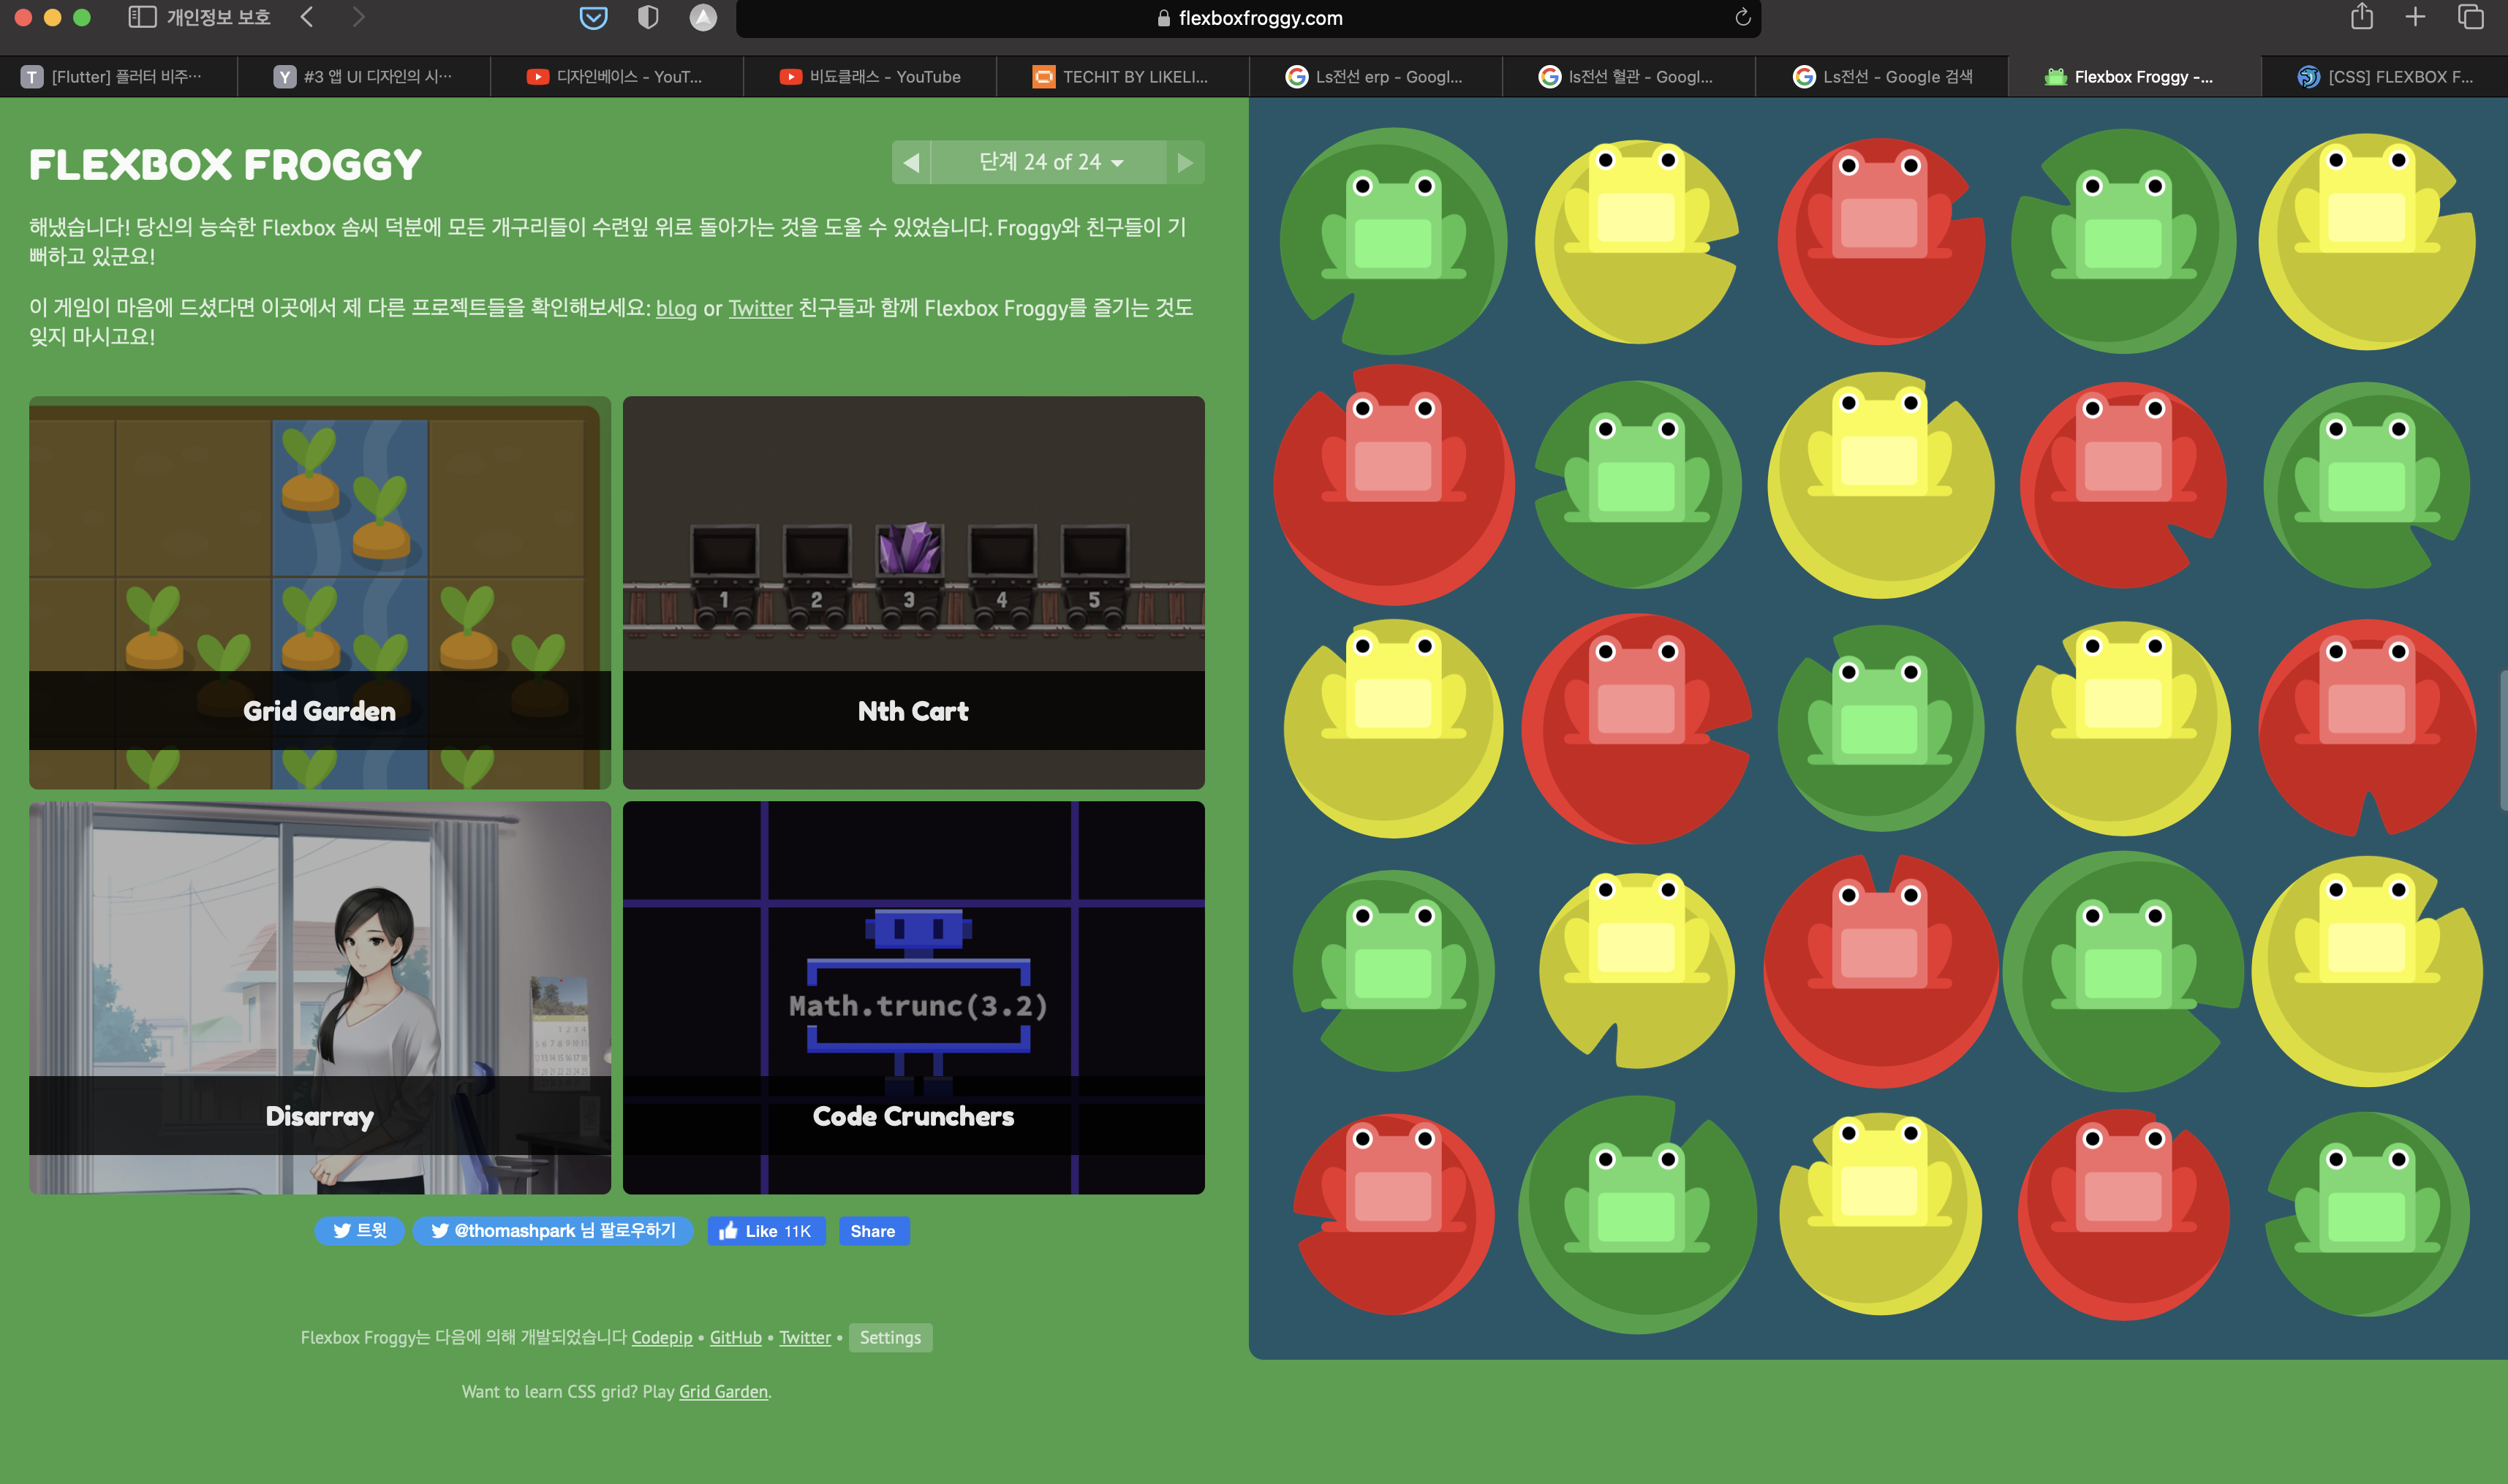 개인정보 보호
flexboxfroggy.com
T [Flutter] 플러터 비주…
Y #3 앱 UI 디자인의 시…
디자인베이스 - YouT...
비됴클래스 - YouTube
TECHIT BY LIKELI...
Ls전선 erp - Googl...
ls전선 혈관 - Googl...
Ls전선 - Google 검색
Flexbox Froggy -...
[CSS] FLEXBOX F...
FLEXBOX FROGGY
단계 24 of 24
해냈습니다! 당신의 능숙한 Flexbox 솜씨 덕분에 모든 개구리들이 수련잎 위로 돌아가는 것을 도울 수 있었습니다. Froggy와 친구들이 기
뻐하고 있군요!
이 게임이 마음에 드셨다면 이곳에서 제 다른 프로젝트들을 확인해보세요: blog or Twitter 친구들과 함께 Flexbox Froggy를 즐기는 것도
잊지 마시고요!
Grid Garden
1 2 3 4 5
Nth Cart
Disarray
Math.trunc(3.2)
Code Crunchers
트윗
@thomashpark 님 팔로우하기
Like 11K
Share
Flexbox Froggy는 다음에 의해 개발되었습니다 Codepip • GitHub • Twitter • Settings
Want to learn CSS grid? Play Grid Garden.